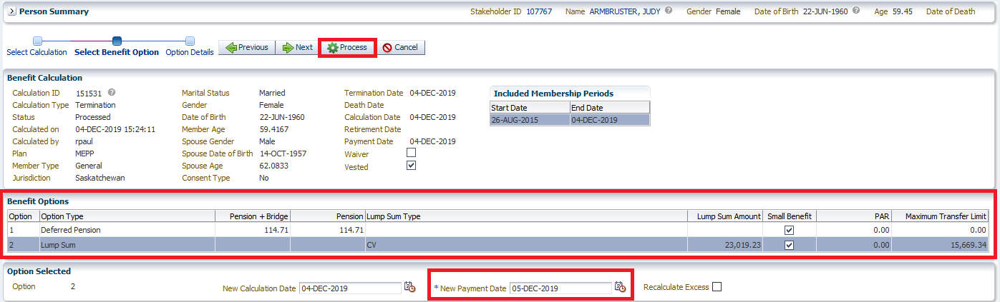 Person Summary Stakeholder ID 107767 Name ARMBRUSTER, JUDY Gender Female Date of Birth 22-JUN-1960 Age 59.45 Date of Death
Select Calculation Select Benefit Option Option Details Previous Next Process Cancel
Benefit Calculation
Calculation ID 151531 Marital Status Married Termination Date 04-DEC-2019 Included Membership Periods
Calculation Type Termination Gender Female Death Date Start Date End Date
Status Processed Date of Birth 22-JUN-1960 Calculation Date 04-DEC-2019 26-AUG-2015 04-DEC-2019
Calculated on 04-DEC-2019 15:24:11 Member Age 59.4167 Retirement Date
Calculated by rpaul Spouse Gender Male Payment Date 04-DEC-2019
Plan MEPP Spouse Date of Birth 14-OCT-1957 Waiver
Member Type General Spouse Age 62.0833 Vested
Jurisdiction Saskatchewan Consent Type No
Benefit Options
Option Option Type Pension + Bridge Pension Lump Sum Type Lump Sum Amount Small Benefit PAR Maximum Transfer Limit
1 Deferred Pension 114.71 114.71 0.00 0.00
2 Lump Sum CV 23,019.23 0.00 15,669.34
Option Selected
Option 2 New Calculation Date 04-DEC-2019 * New Payment Date 05-DEC-2019 Recalculate Excess